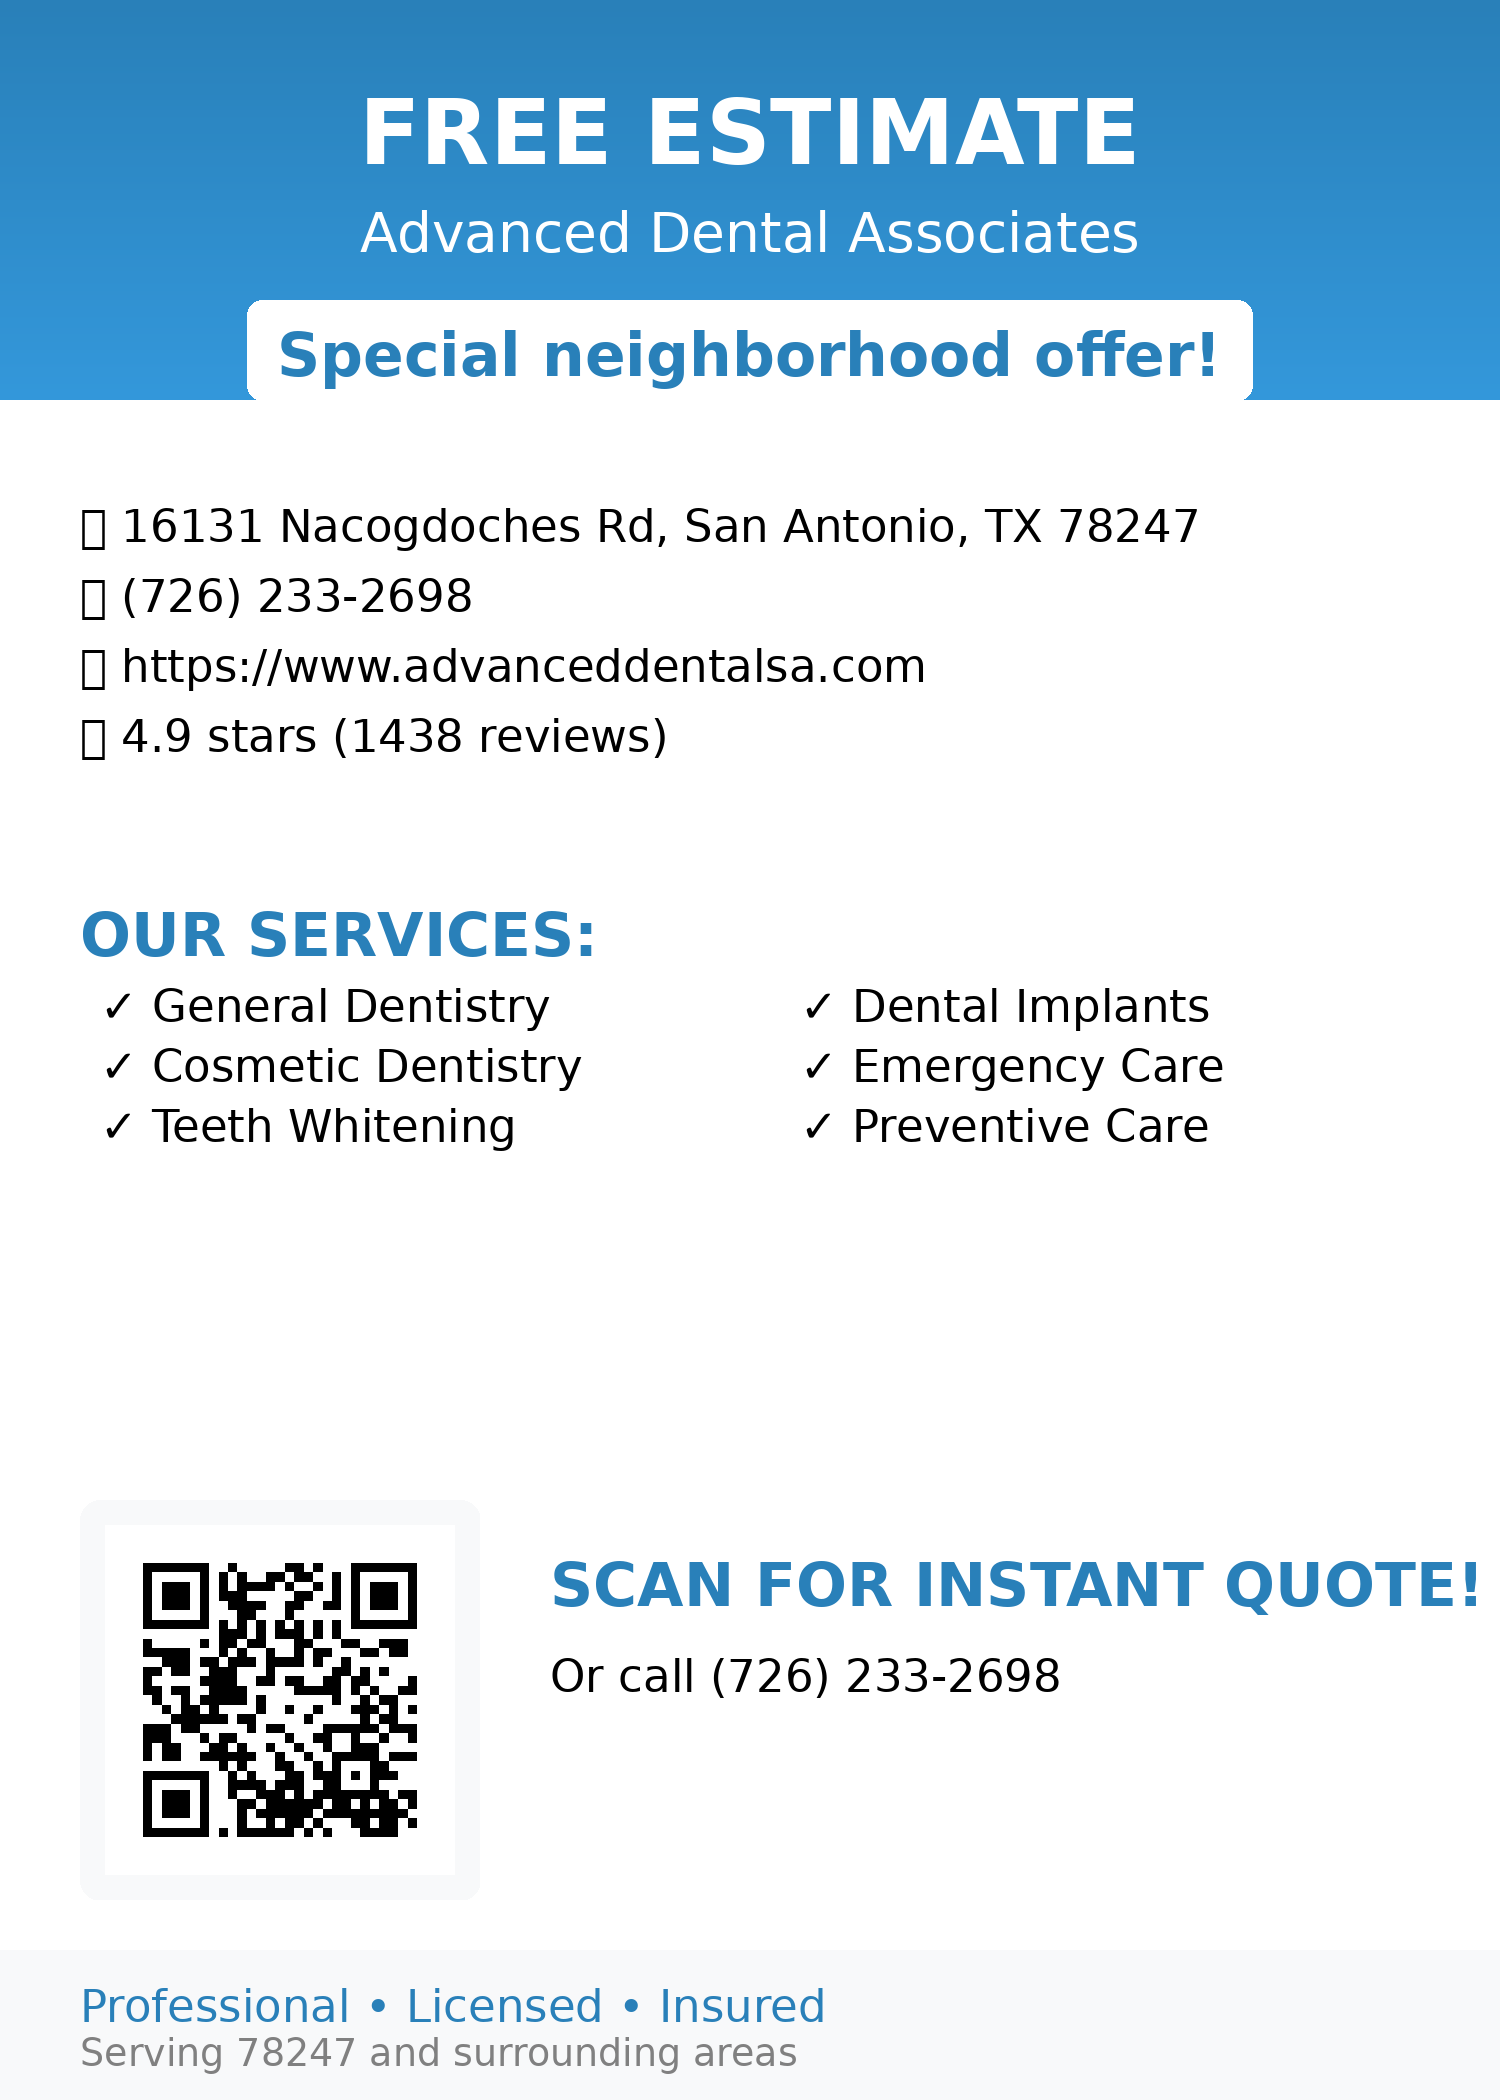 FREE ESTIMATE
Advanced Dental Associates
Special neighborhood offer!
16131 Nacogdoches Rd, San Antonio, TX 78247
(726) 233-2698
https://www.advanceddentalsa.com
4.9 stars (1438 reviews)
OUR SERVICES:
✓ General Dentistry ✓ Dental Implants
✓ Cosmetic Dentistry ✓ Emergency Care
✓ Teeth Whitening ✓ Preventive Care
SCAN FOR INSTANT QUOTE!
Or call (726) 233-2698
Professional • Licensed • Insured
Serving 78247 and surrounding areas